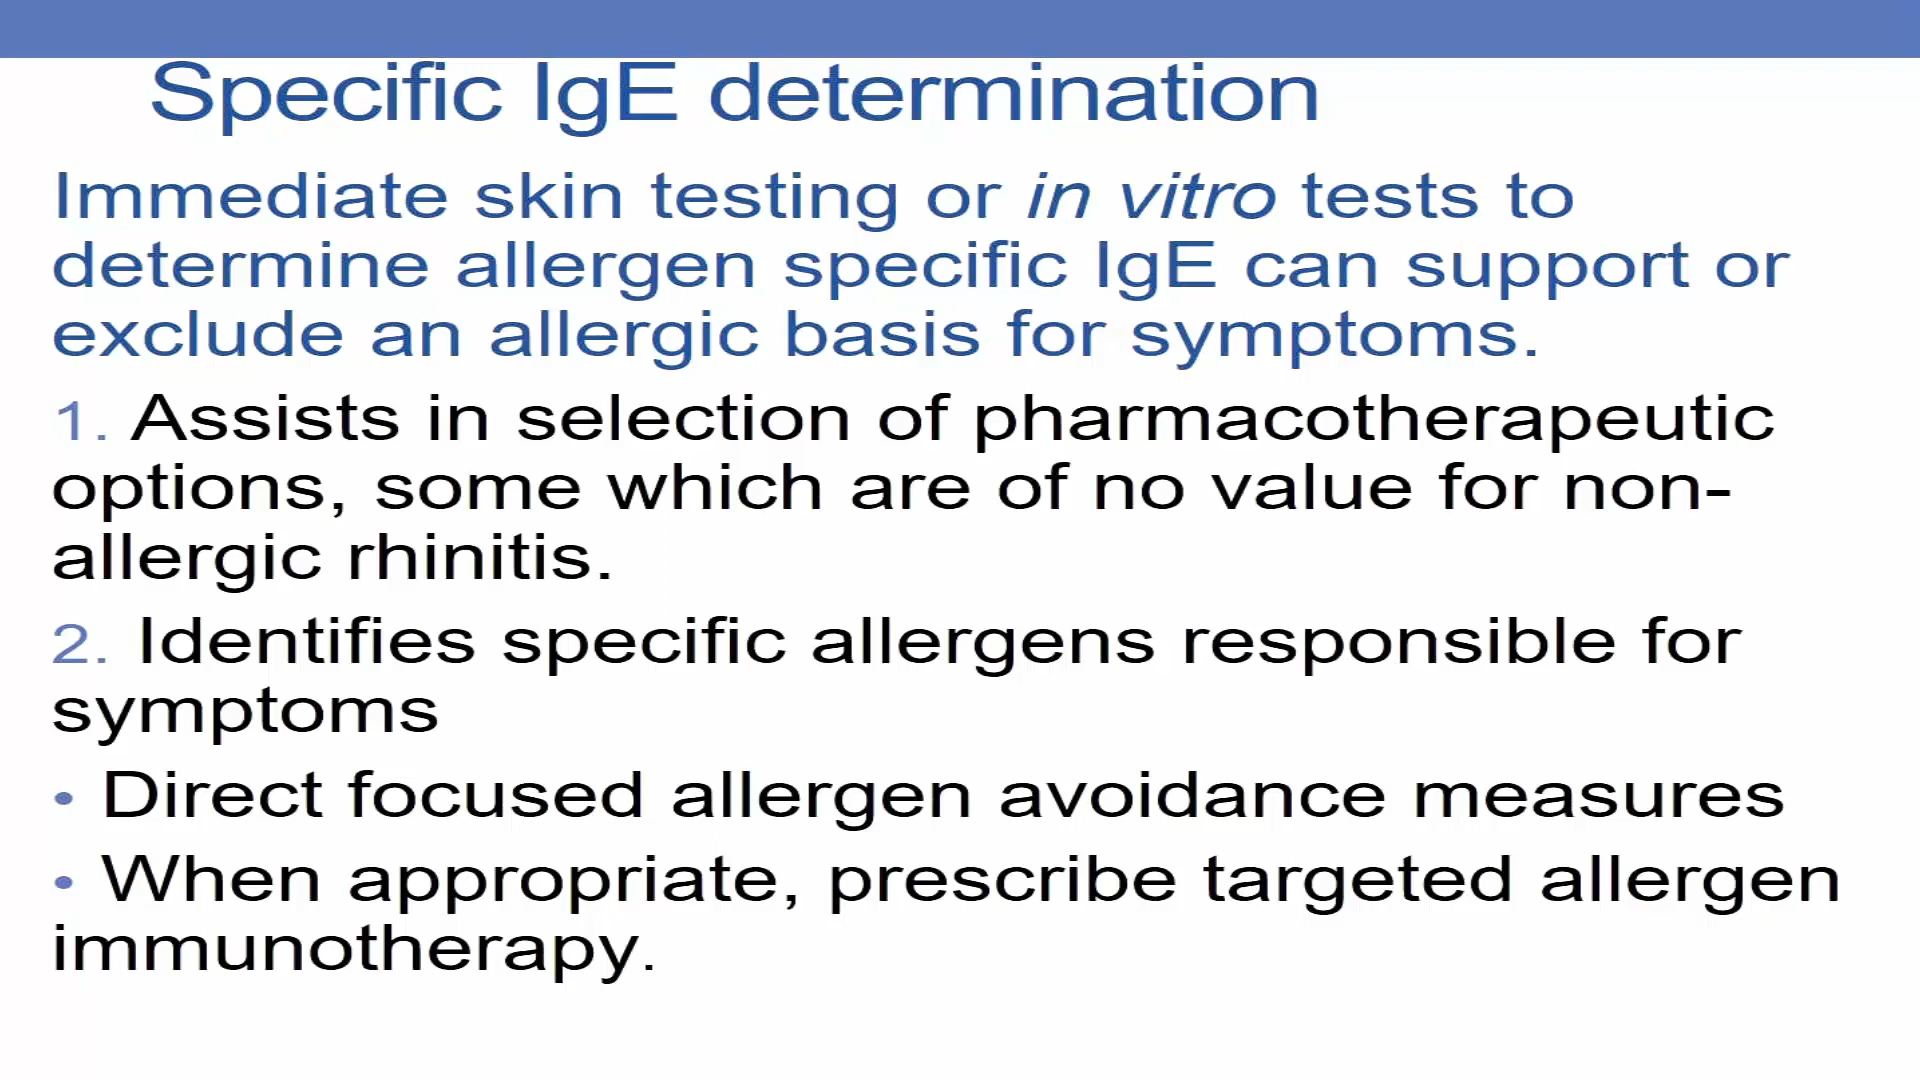 Specific IgE determination
Immediate skin testing or in vitro tests to
determine allergen specific IgE can support or
exclude an allergic basis for symptoms.
1. Assists in selection of pharmacotherapeutic
options, some which are of no value for non-
allergic rhinitis.
2. Identifies specific allergens responsible for
symptoms
• Direct focused allergen avoidance measures
• When appropriate, prescribe targeted allergen
immunotherapy.